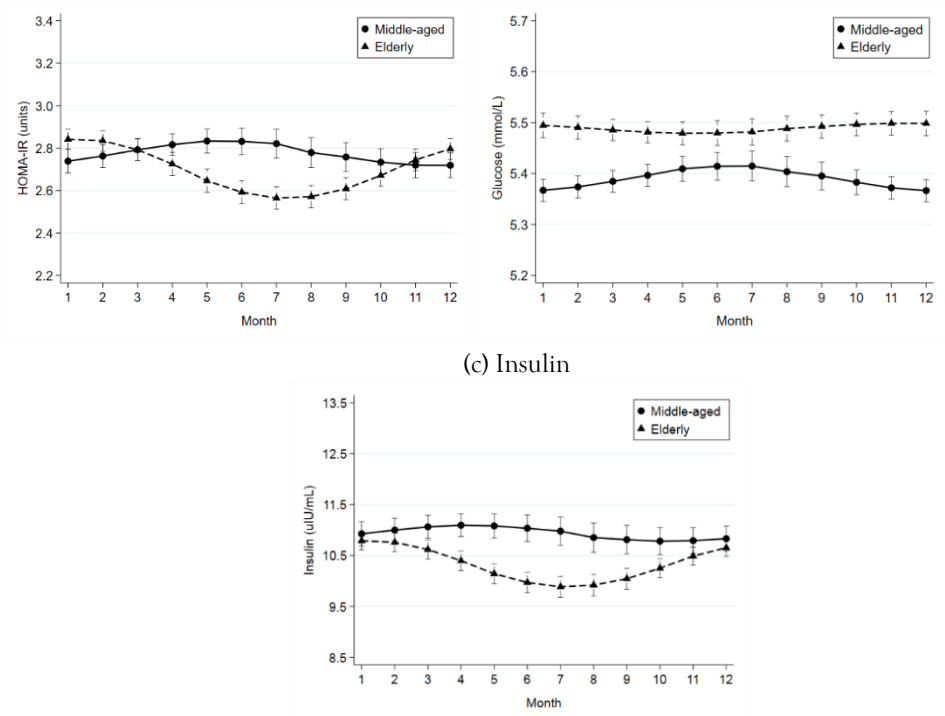 3.4
3.2
3.0
2.8
2.6
2.4
2.2
HOMA-IR (units)
Middle-aged
Elderly
1 2 3 4 5 6 7 8 9 10 11 12
Month
5.7
5.6
5.5
5.4
5.3
5.2
Glucose (mmol/L)
Middle-aged
Elderly
1 2 3 4 5 6 7 8 9 10 11 12
Month
(c) Insulin
13.5
12.5
11.5
10.5
9.5
8.5
Insulin (uIU/mL)
Middle-aged
Elderly
1 2 3 4 5 6 7 8 9 10 11 12
Month